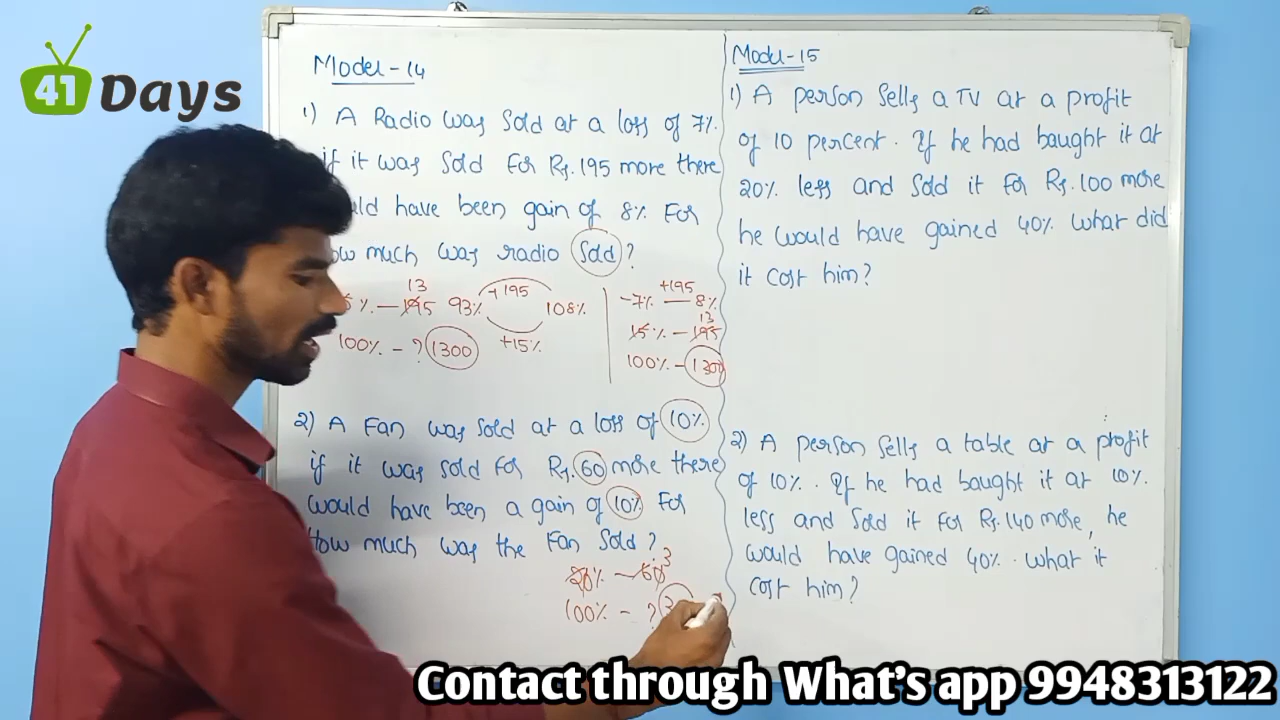 41 Days
Model-14
1) A Radio was Sold at a loss of 7%.
if it was Sold For Rs.195 more there
have been gain of 8% For
much was radio Sold?
13
% — 195 93% +195 108%
100% - ? 1300 +15%
+195
-7% — 8%
13
15% - 195
100% - 1300
2) A Fan was Sold at a loss of 10%.
if it was Sold For Rs.60 more there
would have been a gain of 10% For
How much was the Fan Sold?
20% — 60 3
100% - ?
Model-15
1) A person Sells a TV at a profit
of 10 percent. If he had baught it at
20% less and Sold it For Rs.100 more
he would have gained 40% what did
it cost him?
2) A person Sells a table at a profit
of 10%. If he had baught it at 10%.
less and Sold it For Rs.140 more, he
would have gained 40%. What it
cost him?
Contact through What's app 9948313122